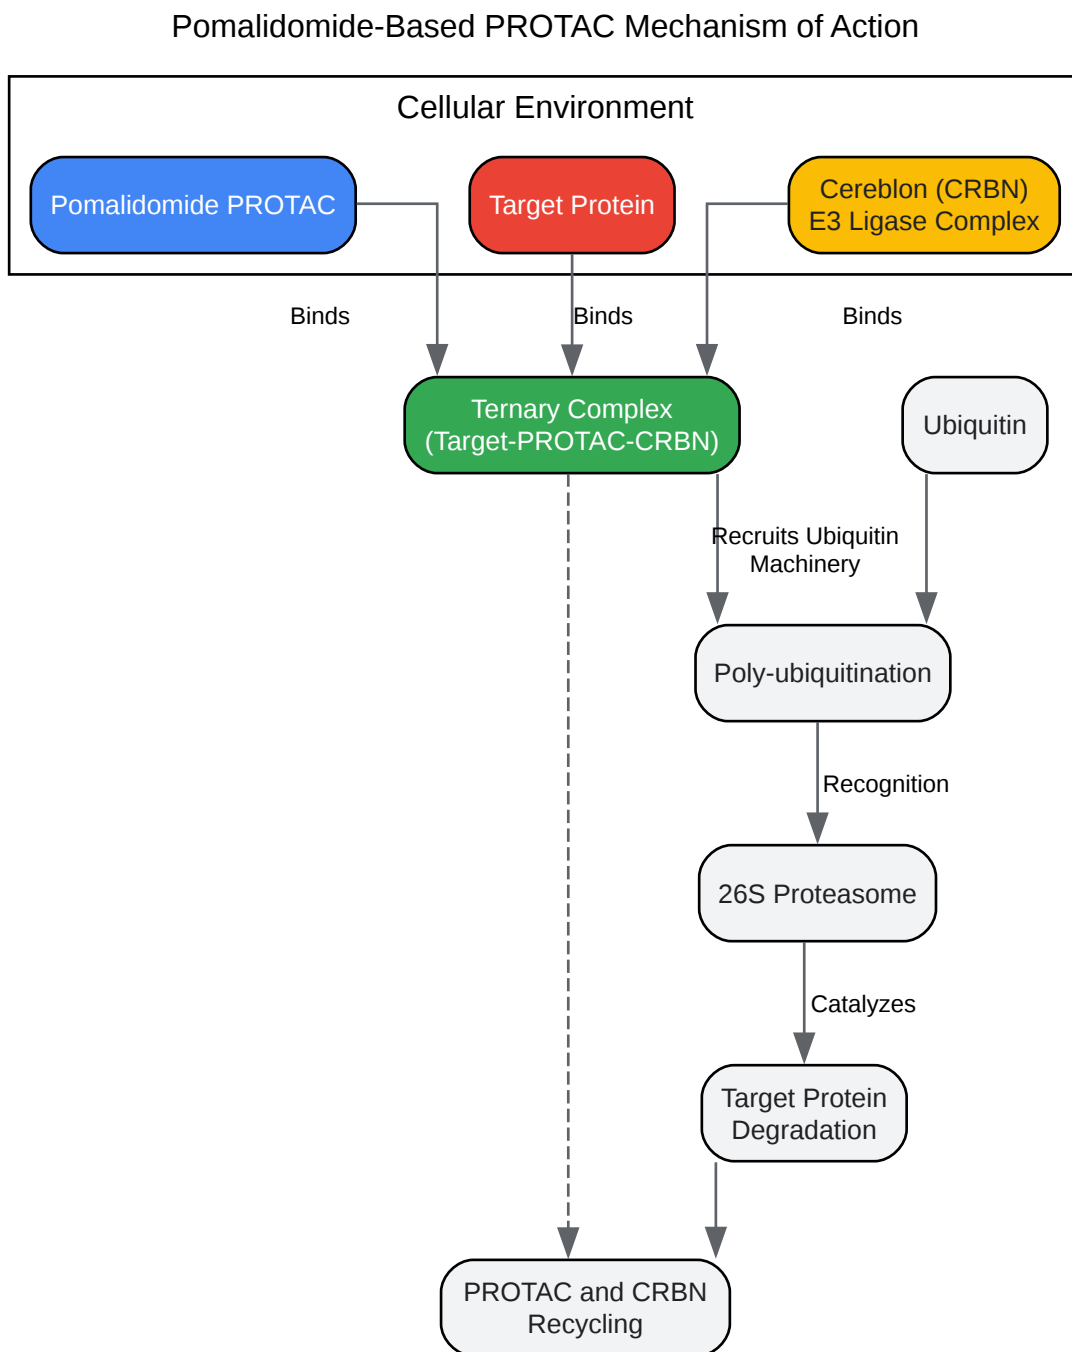 Pomalidomide-Based PROTAC Mechanism of Action
Cellular Environment
Pomalidomide PROTAC
Target Protein
Cereblon (CRBN)
E3 Ligase Complex
Binds
Binds
Binds
Ternary Complex
(Target-PROTAC-CRBN)
Ubiquitin
Recruits Ubiquitin
Machinery
Poly-ubiquitination
Recognition
26S Proteasome
Catalyzes
Target Protein
Degradation
PROTAC and CRBN
Recycling